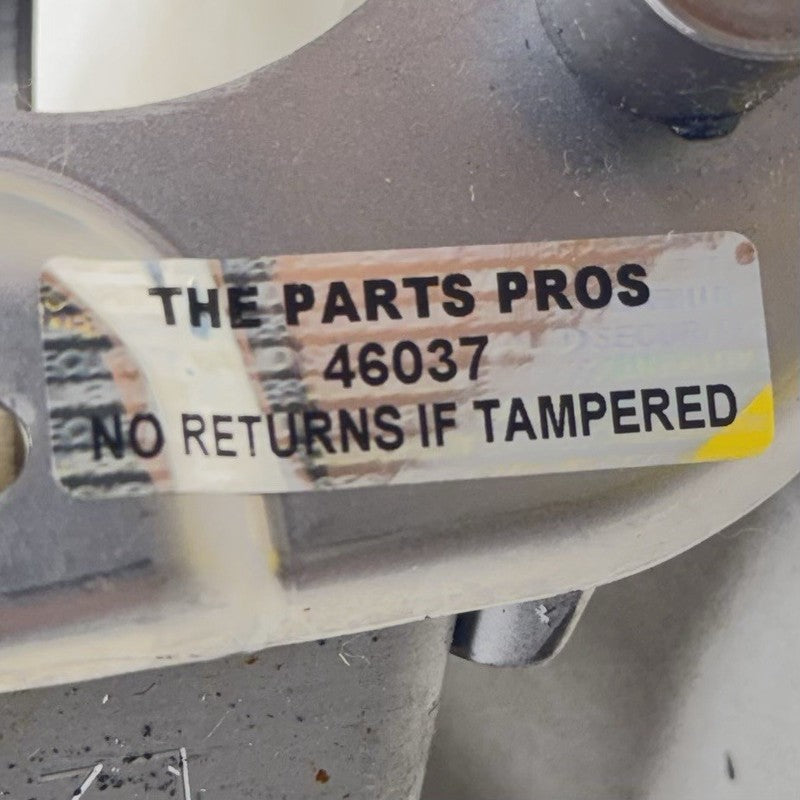 THE PARTS PROS
46037
NO RETURNS IF TAMPERED